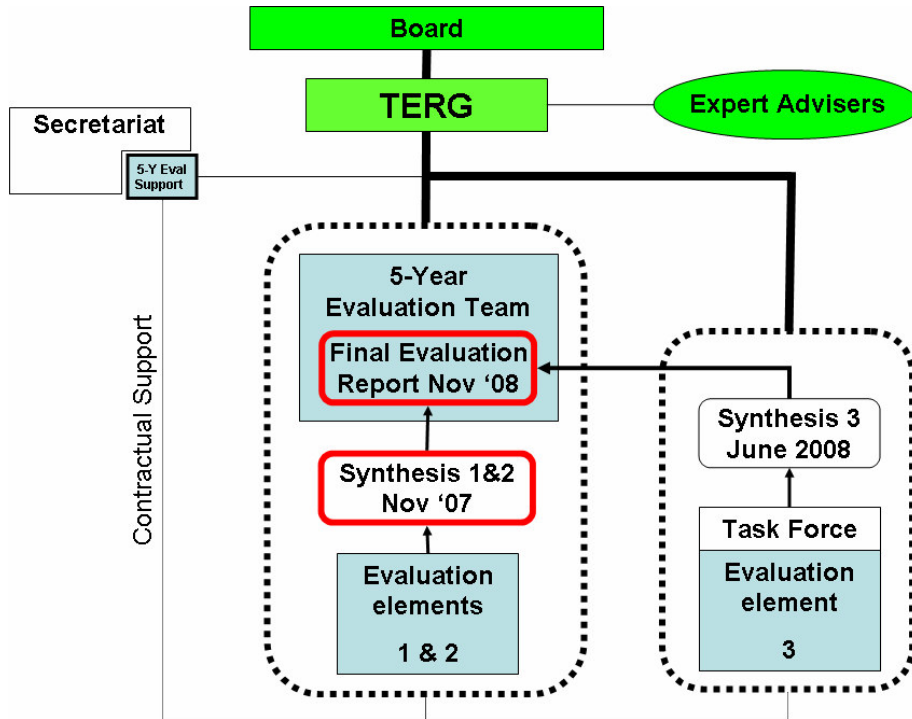 Board
TERG
Expert Advisers
Secretariat
5-Y Eval
Support
Contractual Support
5-Year
Evaluation Team
Final Evaluation
Report Nov ‘08
Synthesis 1&2
Nov ‘07
Evaluation
elements
1 & 2
Synthesis 3
June 2008
Task Force
Evaluation
element
3